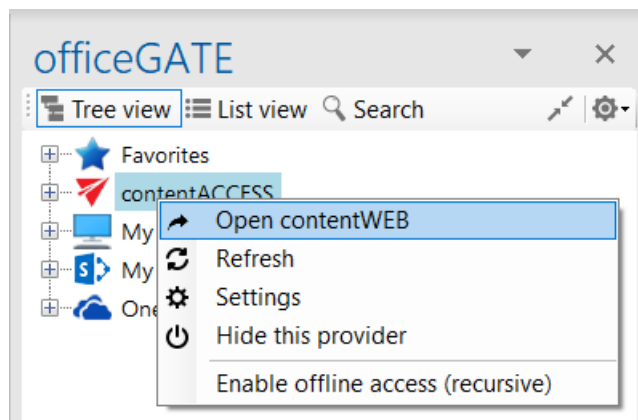 officeGATE
Tree view List view Search
Favorites
contentACCESS
Open contentWEB
My
Refresh
My
Settings
Hide this provider
Enable offline access (recursive)